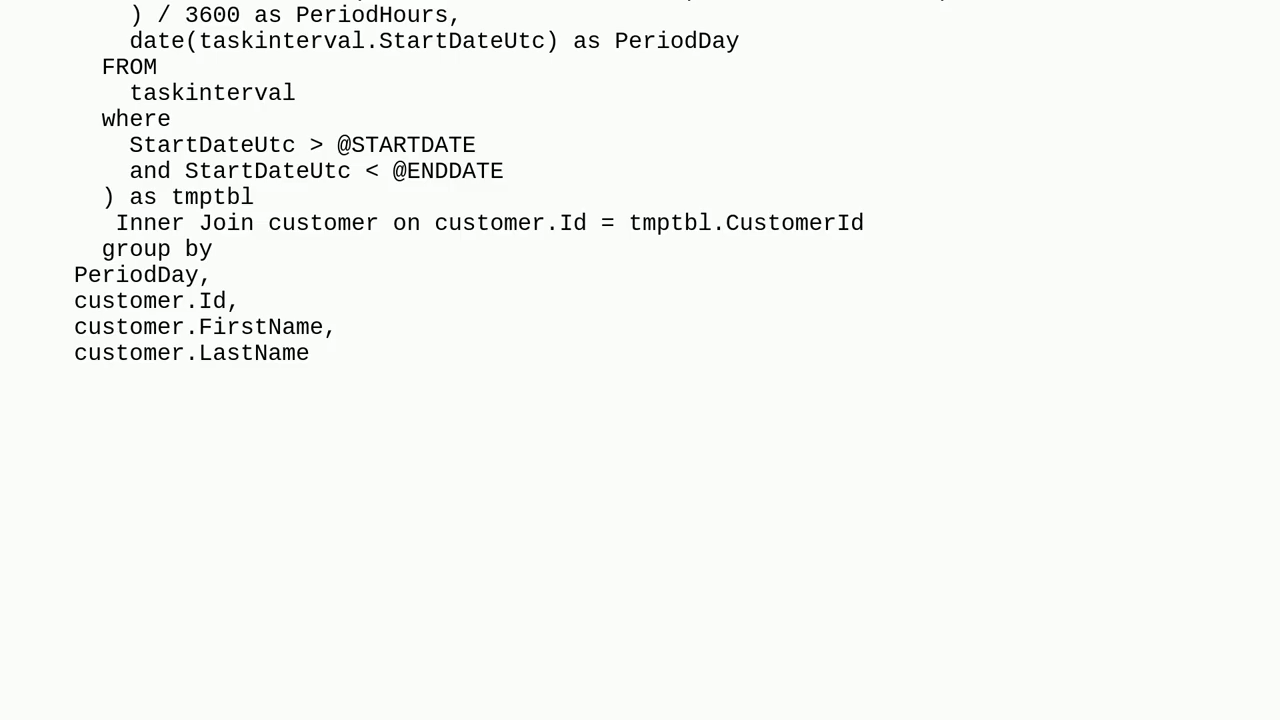 ) / 3600 as PeriodHours,
date(taskinterval.StartDateUtc) as PeriodDay
FROM
taskinterval
where
StartDateUtc > @STARTDATE
and StartDateUtc < @ENDDATE
) as tmptbl
Inner Join customer on customer.Id = tmptbl.CustomerId
group by
PeriodDay,
customer.Id,
customer.FirstName,
customer.LastName